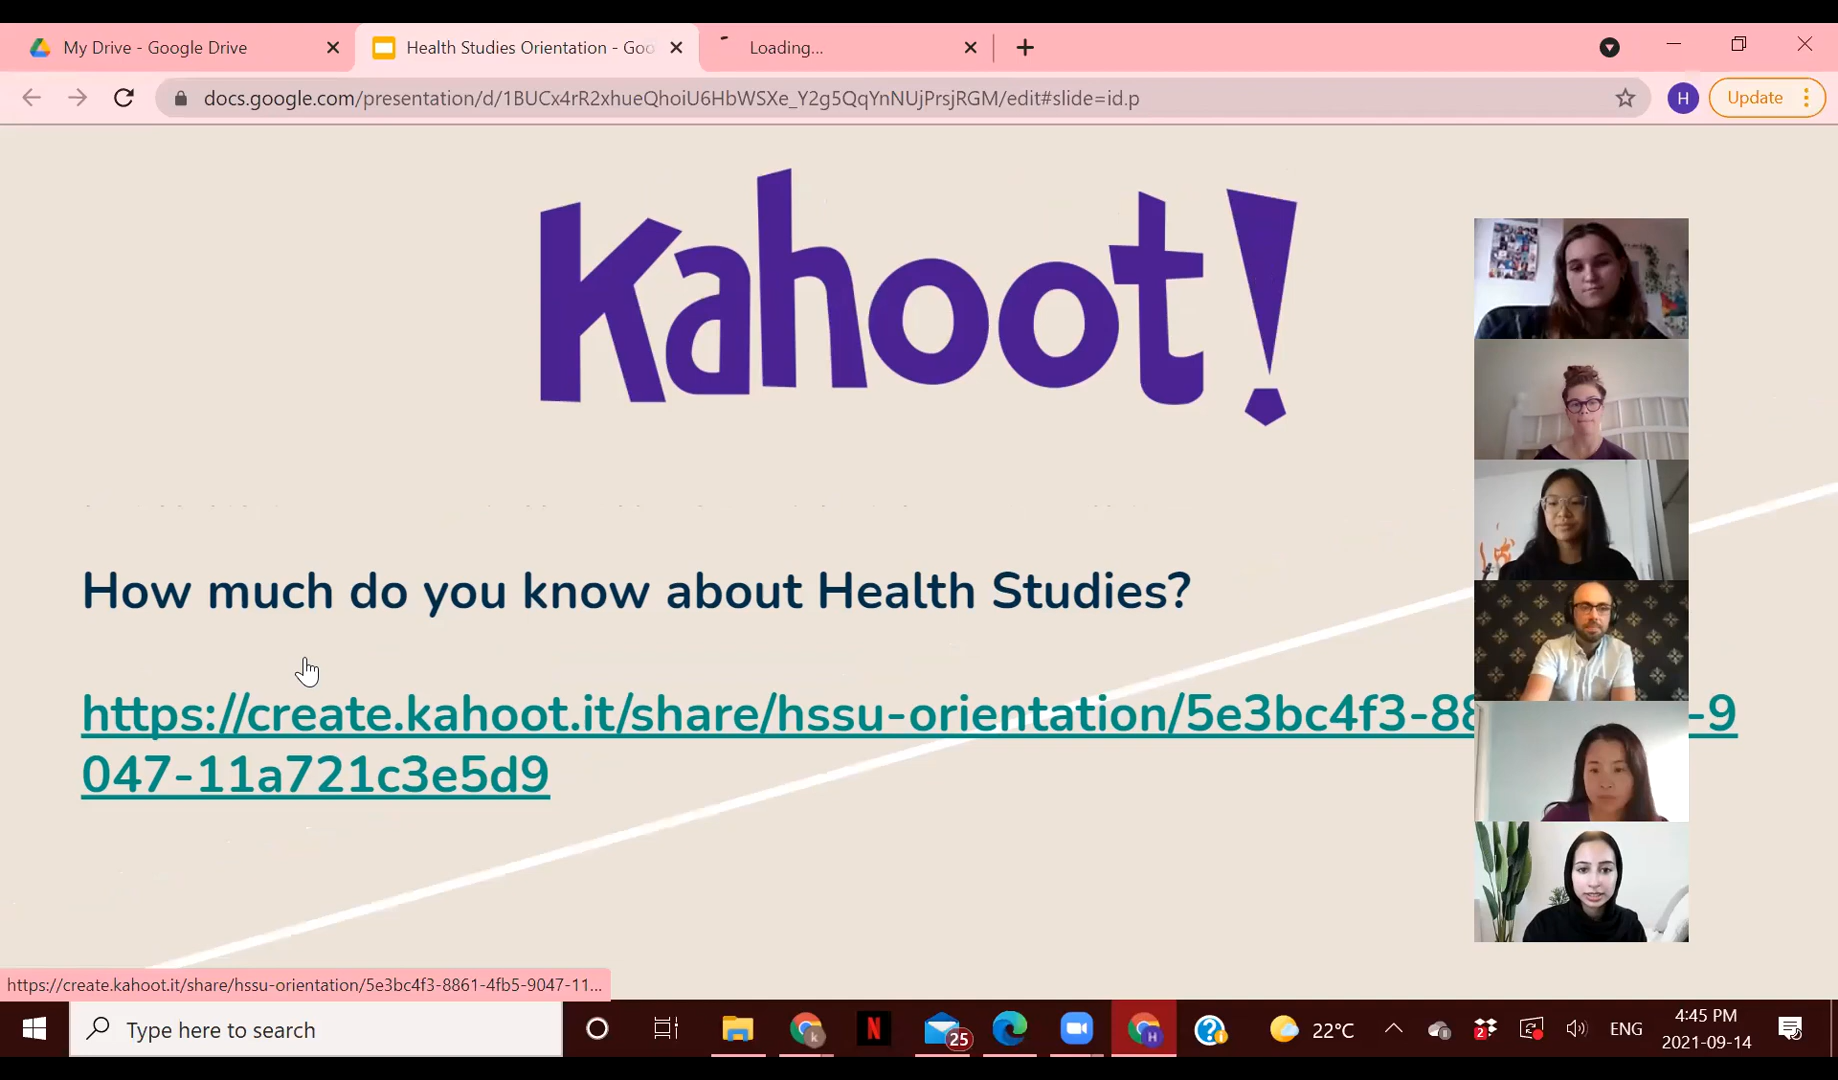 My Drive - Google Drive
Health Studies Orientation - Goo
Loading...
docs.google.com/presentation/d/1BUCx4rR2xhueQhoiU6HbWSXe_Y2g5QqYnNUjPrsjRGM/edit#slide=id.p
H
Update
Kahoot!
How much do you know about Health Studies?
https://create.kahoot.it/share/hssu-orientation/5e3bc4f3-88 -9
047-11a721c3e5d9
https://create.kahoot.it/share/hssu-orientation/5e3bc4f3-8861-4fb5-9047-11...
Type here to search
k
N
25
H
22°C
2
ENG
4:45 PM
2021-09-14